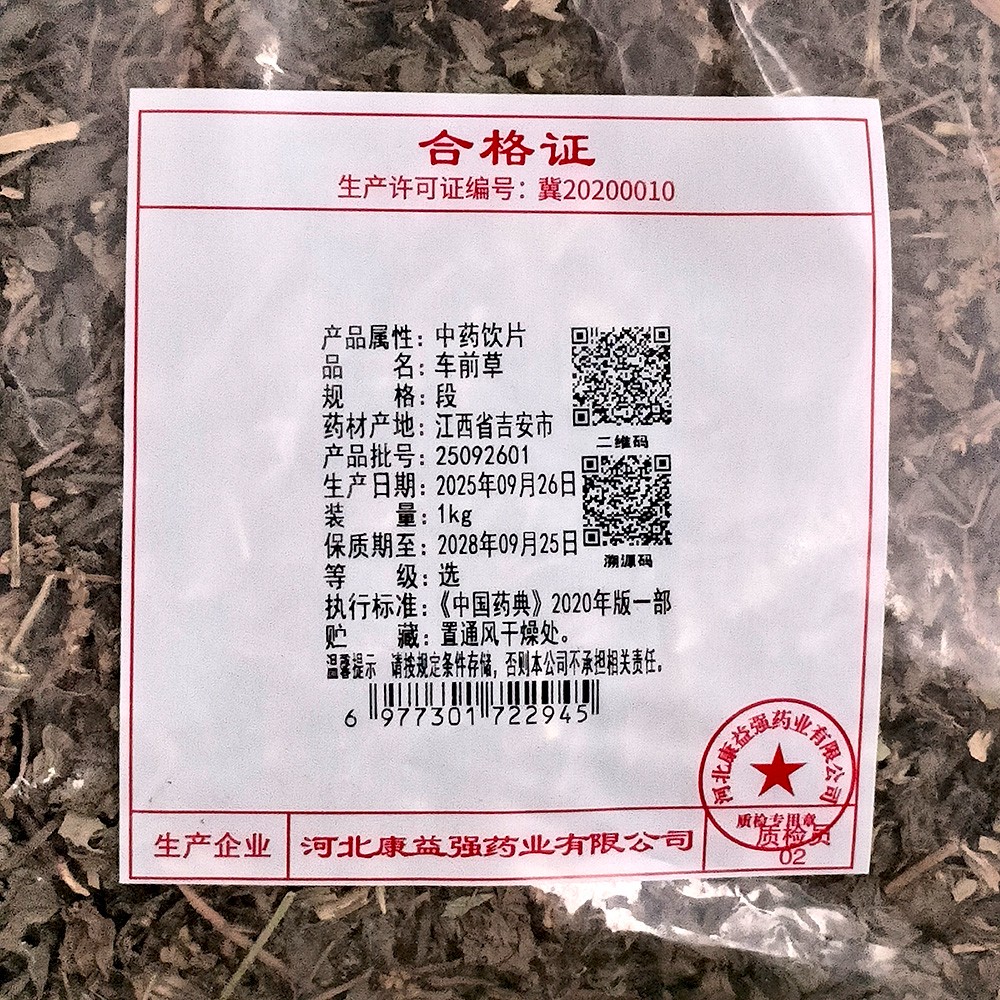 合格证
生产许可证编号：冀20200010
产品属性：中药饮片
品名：车前草
规格：段
药材产地：江西省吉安市
产品批号：25092601
生产日期：2025年09月26日
装量：1kg
保质期至：2028年09月25日
等级：选
执行标准：《中国药典》2020年版一部
贮藏：置通风干燥处。
温馨提示 请按规定条件存储，否则本公司不承担相关责任。
二维码
溯源码
6 977301 722945
生产企业
河北康益强药业有限公司
河北康益强药业有限公司
质检专用章
质检员
02